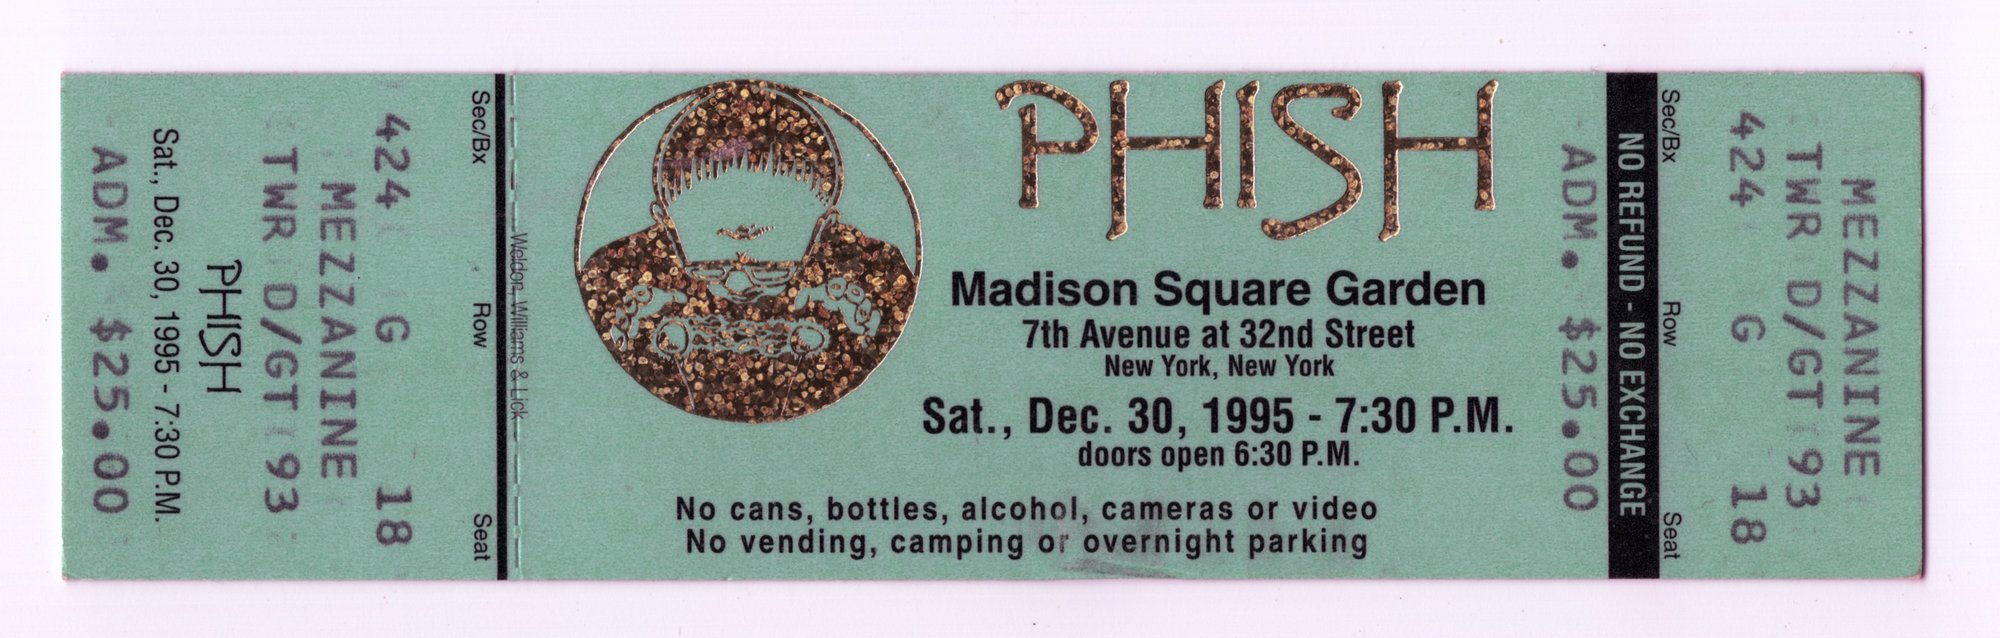 ADM. $25.00
Sat., Dec. 30, 1995 - 7:30 P.M.
PHISH
TWR D/GT 93
MEZZANINE
424 G 18
Sec/Bx Row Seat
Weldon, Williams & Lick
PHISH
Madison Square Garden
7th Avenue at 32nd Street
New York, New York
Sat., Dec. 30, 1995 - 7:30 P.M.
doors open 6:30 P.M.
No cans, bottles, alcohol, cameras or video
No vending, camping or overnight parking
ADM. $25.00
NO REFUND - NO EXCHANGE
Sec/Bx Row Seat
424 G 18
TWR D/GT 93
MEZZANINE